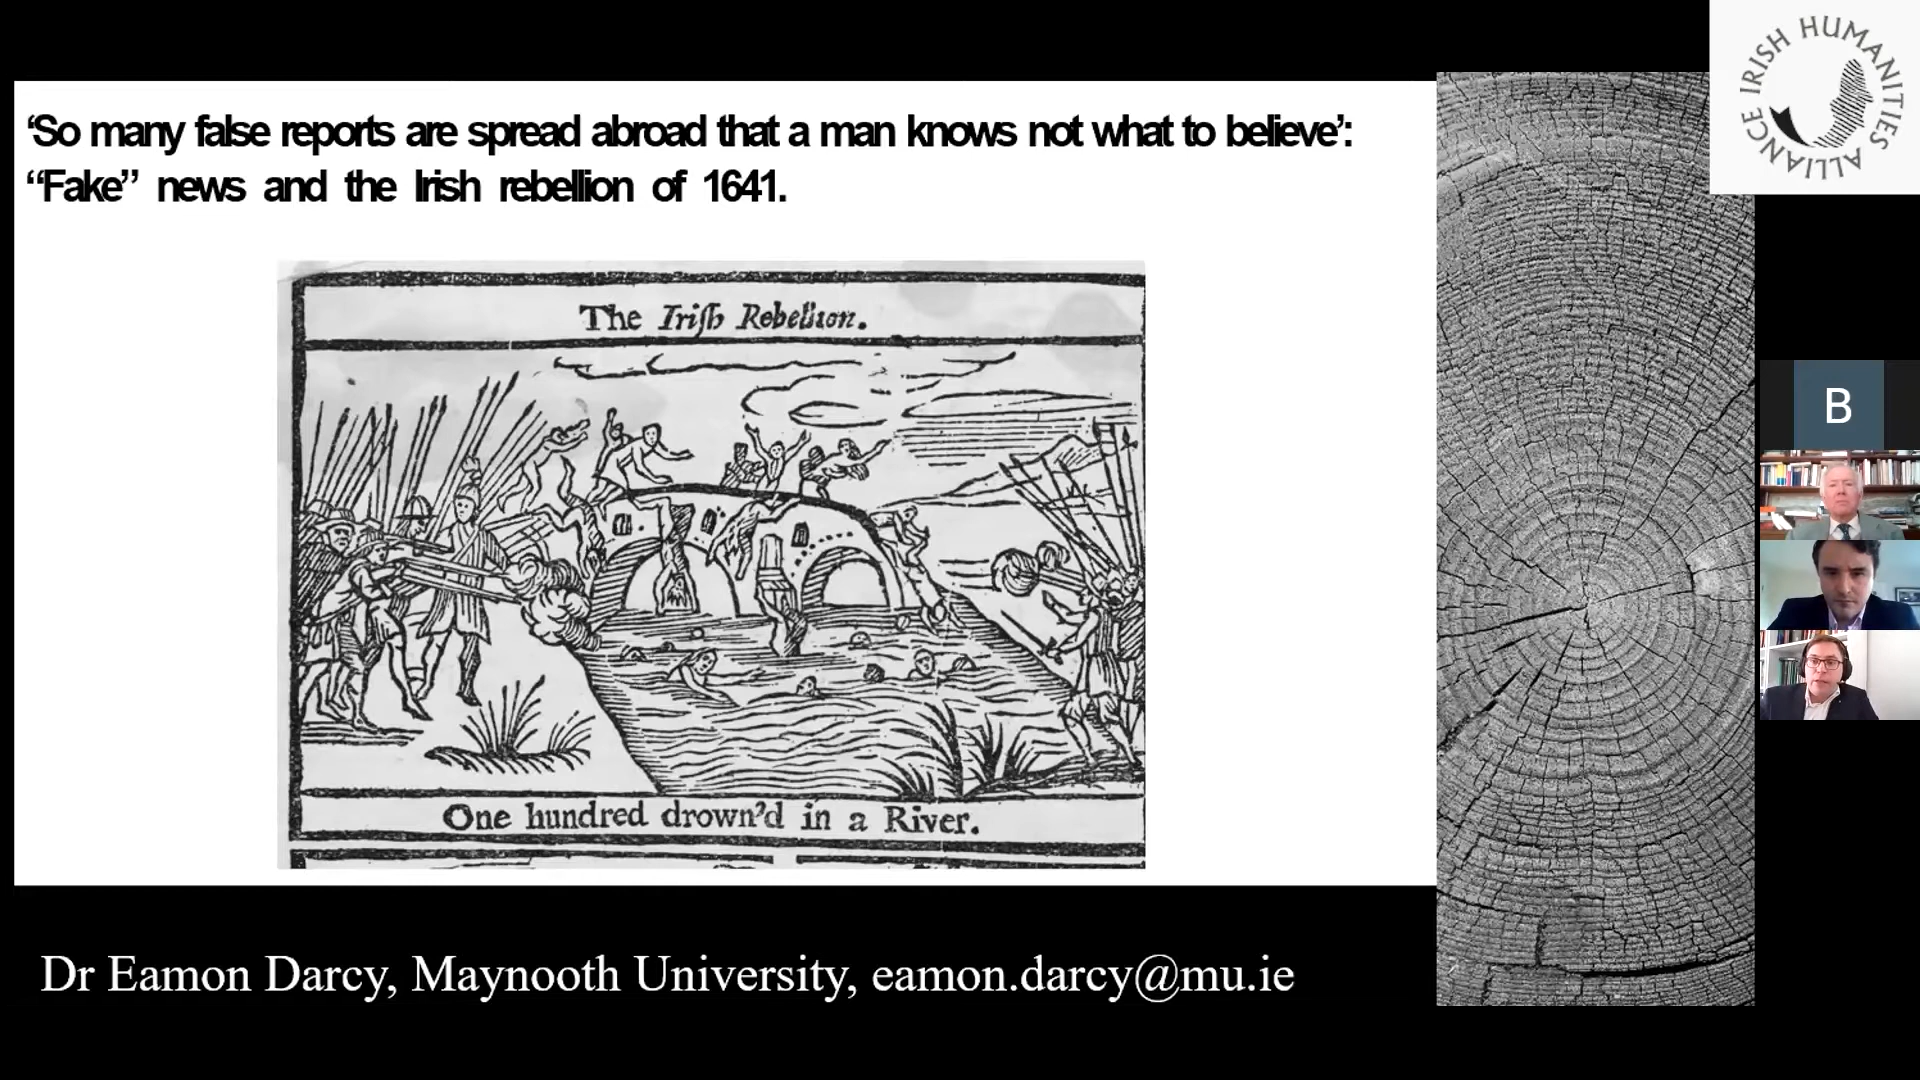 ‘So many false reports are spread abroad that a man knows not what to believe’:
“Fake” news and the Irish rebellion of 1641.
The Iriſh Rebellion.
One hundred drown’d in a River.
Dr Eamon Darcy, Maynooth University, eamon.darcy@mu.ie
IRISH HUMANITIES ALLIANCE
B